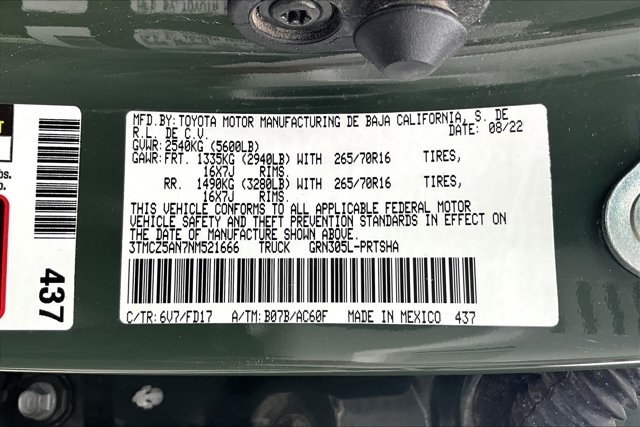 MFD.BY:TOYOTA MOTOR MANUFACTURING DE BAJA CALIFORNIA, S. DE
R.L. DE C.V. DATE: 08/22
GVWR:2540KG (5600LB)
GAWR:FRT. 1335KG (2940LB) WITH 265/70R16 TIRES,
16X7J RIMS.
RR. 1490KG (3280LB) WITH 265/70R16 TIRES,
16X7J RIMS.
THIS VEHICLE CONFORMS TO ALL APPLICABLE FEDERAL MOTOR
VEHICLE SAFETY AND THEFT PREVENTION STANDARDS IN EFFECT ON
THE DATE OF MANUFACTURE SHOWN ABOVE.
3TMCZ5AN7NM521666 TRUCK GRN305L-PRTSHA
C/TR: 6V7/FD17 A/TM: B07B/AC60F MADE IN MEXICO 437
437